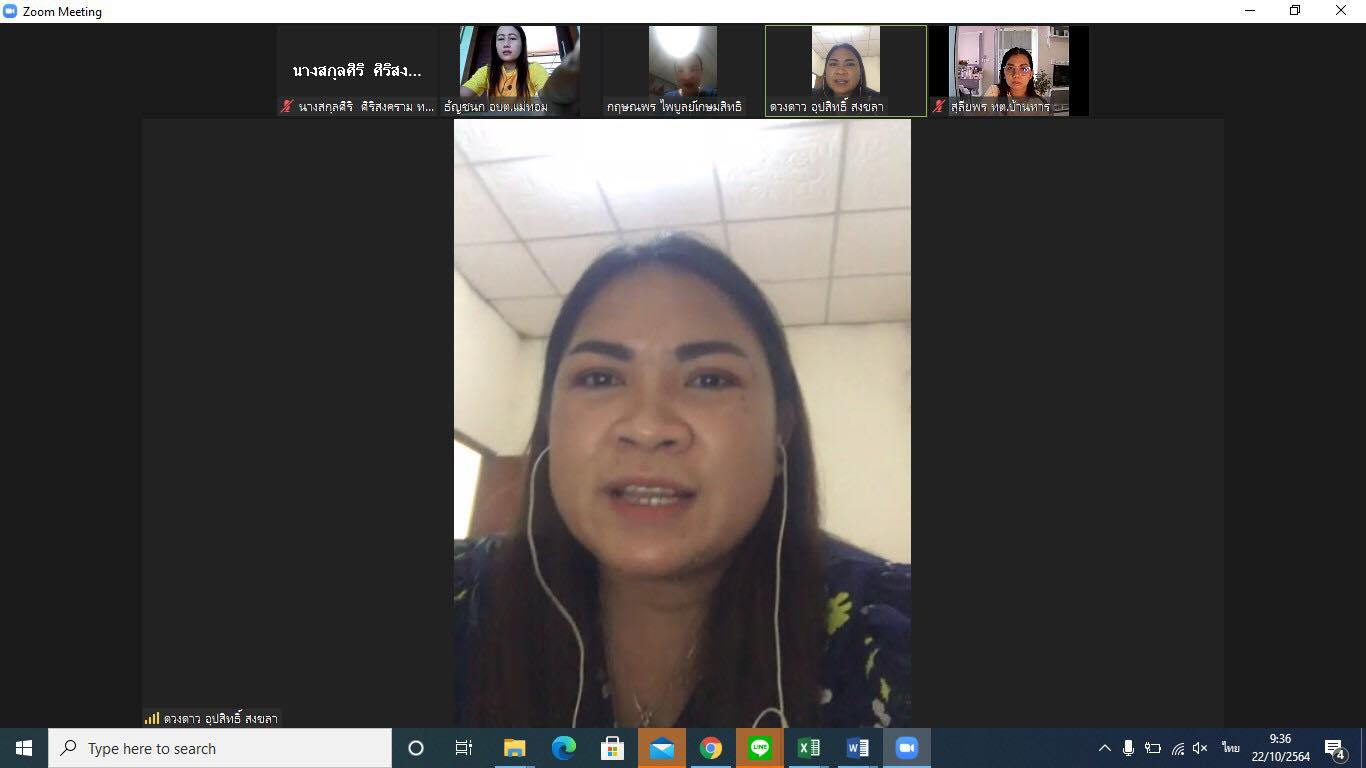 Zoom Meeting
นางสกุลศิริ ศิริสง...
นางสกุลศิริ ศิริสงคราม ท...
ธัญชนก อบต.แม่ทอม
กฤษณพร ไพบูลย์เกษมสิทธิ
ดวงดาว อุปสิทธิ์ สงขลา
สุลียพร ทต.บ้านหาร
ดวงดาว อุปสิทธิ์ สงขลา
Type here to search
LINE
ไทย
9:36
22/10/2564
4